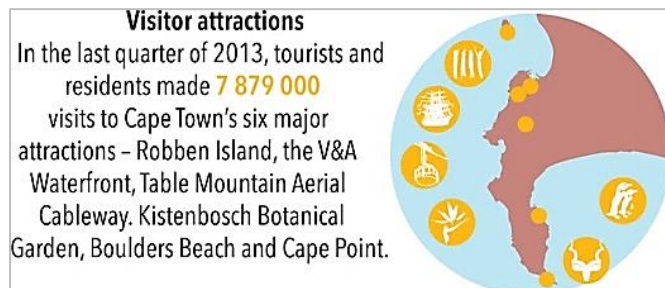 Visitor attractions
In the last quarter of 2013, tourists and
residents made 7 879 000
visits to Cape Town's six major
attractions – Robben Island, the V&A
Waterfront, Table Mountain Aerial
Cableway. Kistenbosch Botanical
Garden, Boulders Beach and Cape Point.